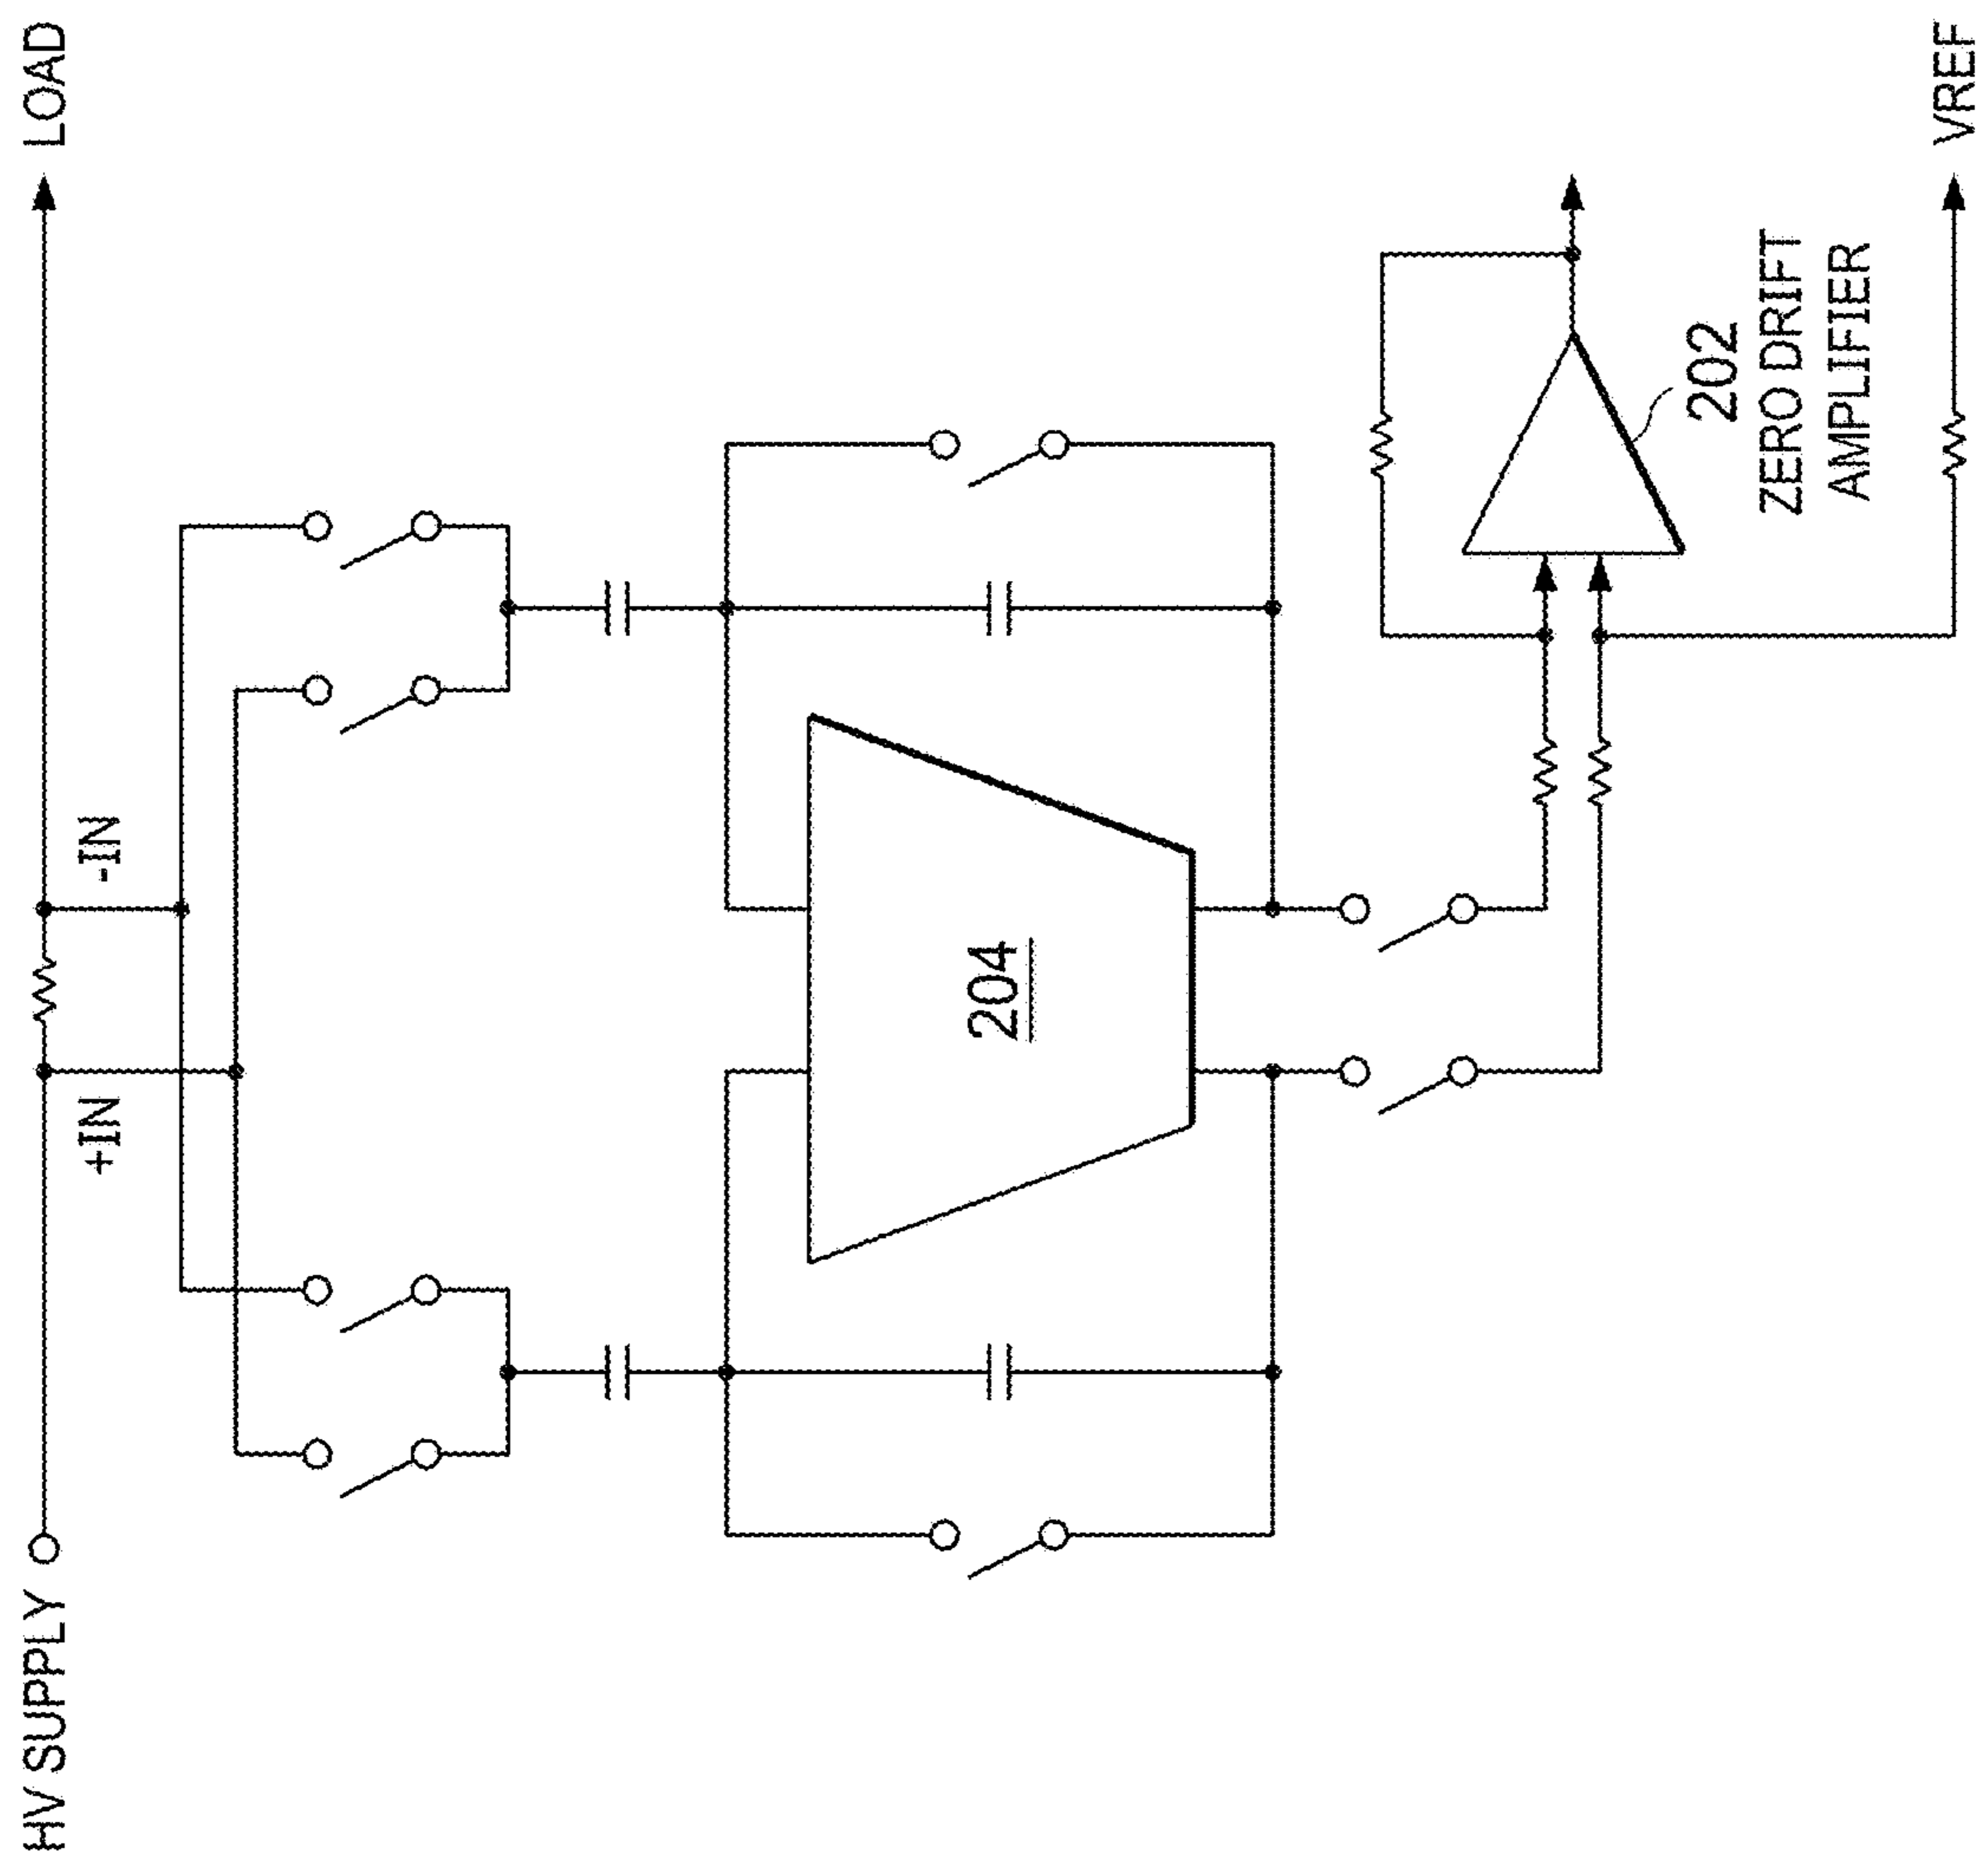 HV SUPPLY
LOAD
+IN
-IN
204
202
ZERO DRIFT
AMPLIFIER
VREF